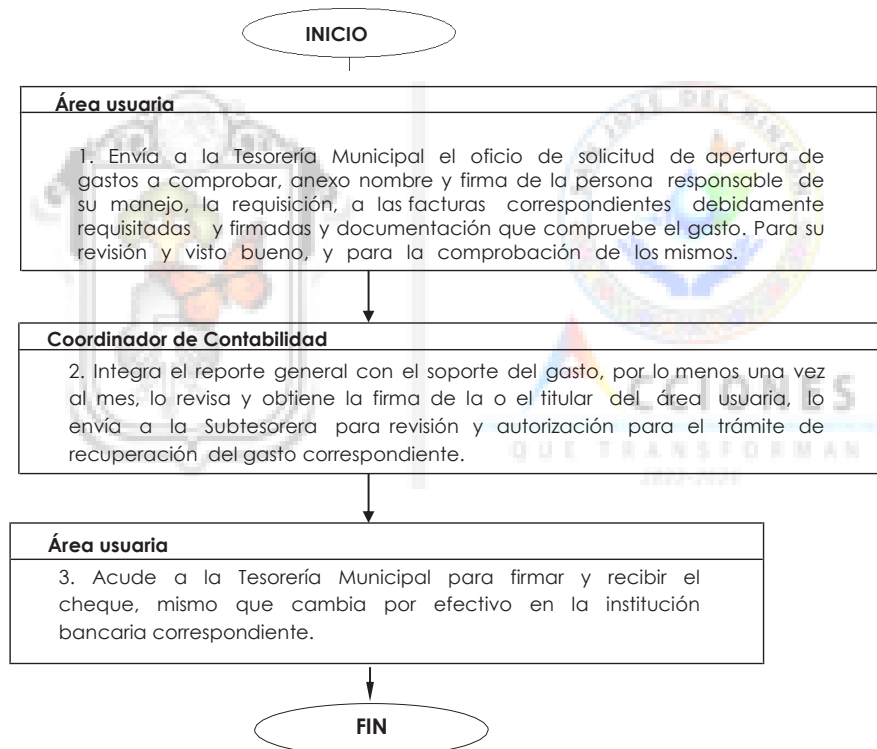 INICIO
Área usuaria
1. Envía a la Tesorería Municipal el oficio de solicitud de apertura de
gastos a comprobar, anexo nombre y firma de la persona responsable de
su manejo, la requisición, a las facturas correspondientes debidamente
requisitadas y firmadas y documentación que compruebe el gasto. Para su
revisión y visto bueno, y para la comprobación de los mismos.
Coordinador de Contabilidad
2. Integra el reporte general con el soporte del gasto, por lo menos una vez
al mes, lo revisa y obtiene la firma de la o el titular del área usuaria, lo
envía a la Subtesorera para revisión y autorización para el trámite de
recuperación del gasto correspondiente.
CCIONES
QUE TRANSFORMAN
Área usuaria
3. Acude a la Tesorería Municipal para firmar y recibir el
cheque, mismo que cambia por efectivo en la institución
bancaria correspondiente.
FIN